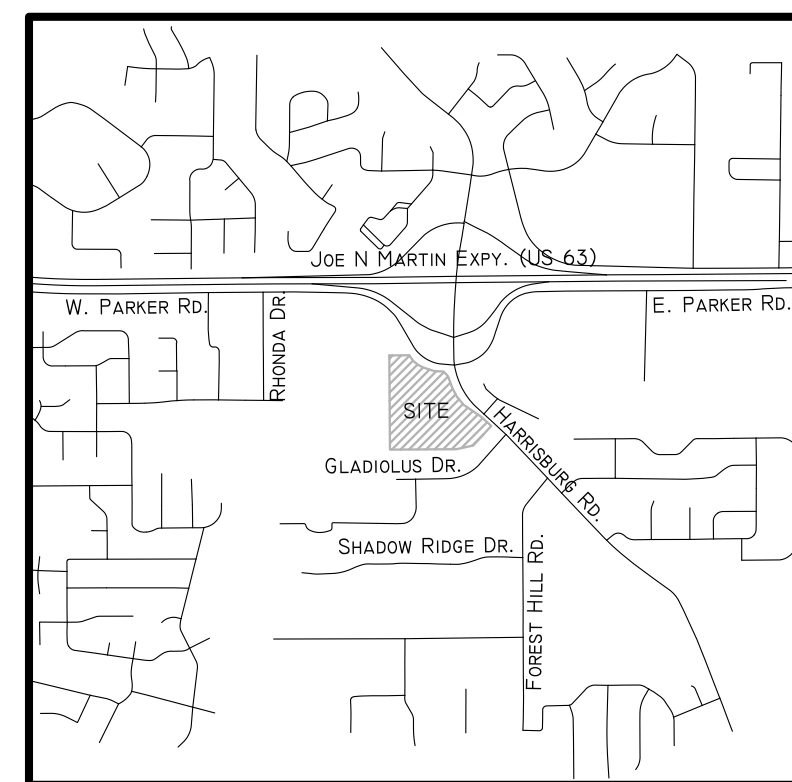 JOE N MARTIN EXPY. (US 63)
W. PARKER RD.
E. PARKER RD.
RHONDA DR.
SITE
HARRISBURG RD.
GLADIOLUS DR.
SHADOW RIDGE DR.
FOREST HILL RD.